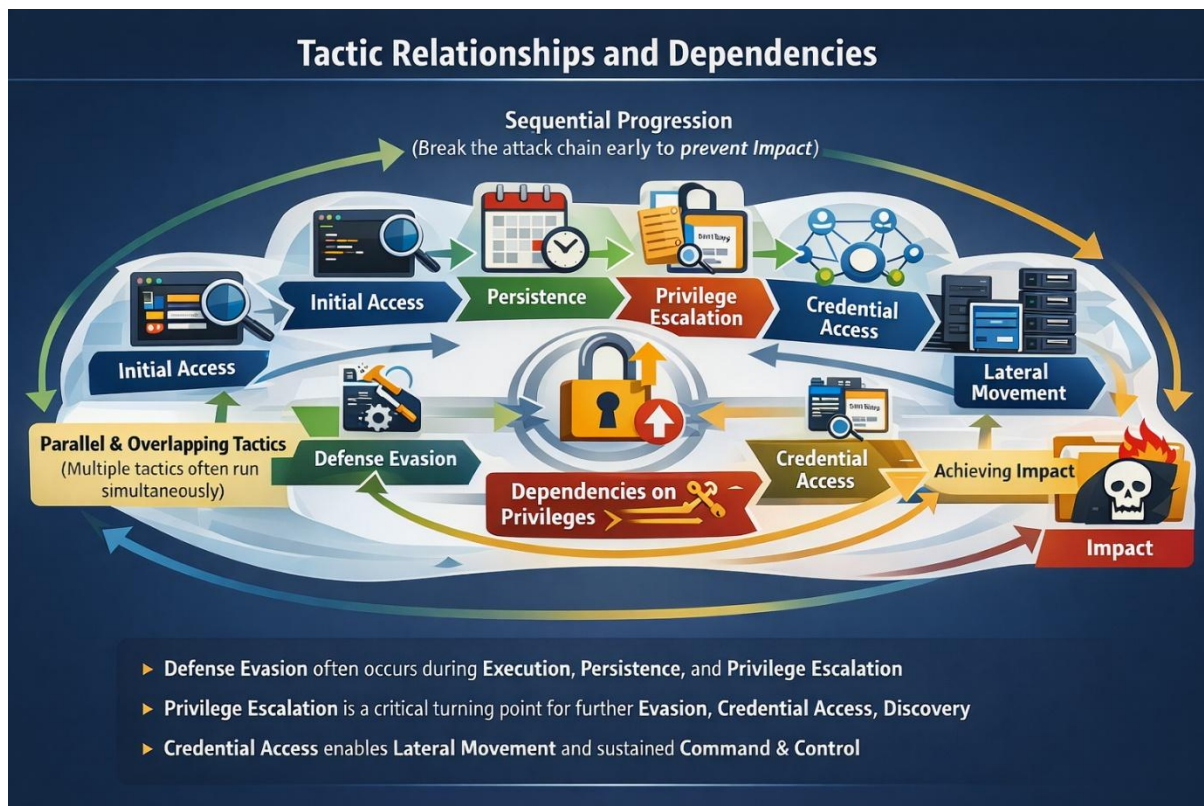 Tactic Relationships and Dependencies
Sequential Progression
(Break the attack chain early to prevent Impact)
Initial Access
Initial Access
Persistence
Privilege
Escalation
Credential
Access
Lateral
Movement
Parallel & Overlapping Tactics
(Multiple tactics often run
simultaneously)
Defense Evasion
Dependencies on
Privileges
Credential
Access
Achieving Impact
Impact
Defense Evasion often occurs during Execution, Persistence, and Privilege Escalation
Privilege Escalation is a critical turning point for further Evasion, Credential Access, Discovery
Credential Access enables Lateral Movement and sustained Command & Control